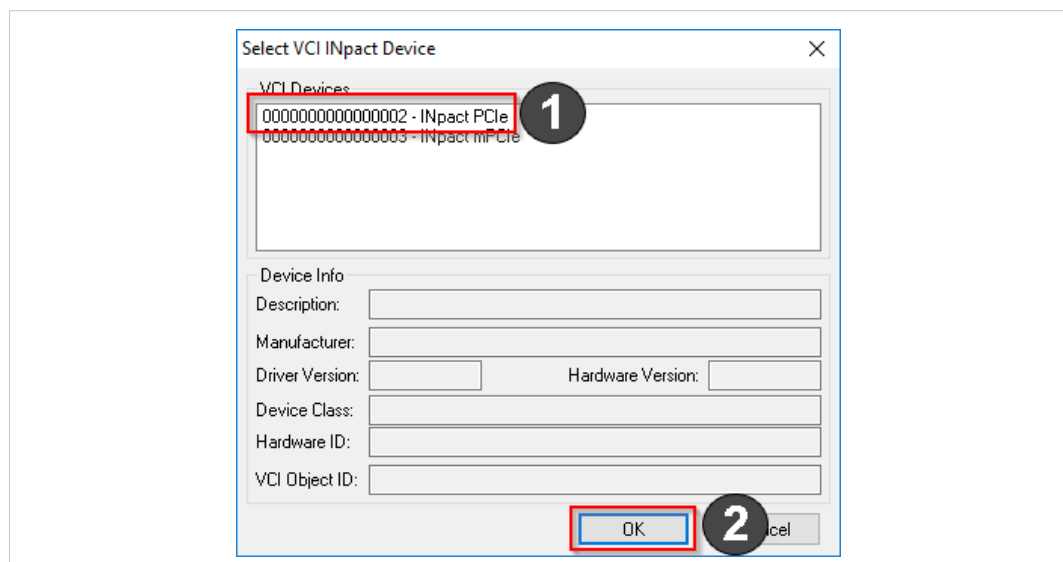 Select VCI INpact Device
VCI Devices
0000000000000002 - INpact PCIe
1
0000000000000003 - INpact mPCIe
Device Info
Description:
Manufacturer:
Driver Version: Hardware Version:
Device Class:
Hardware ID:
VCI Object ID:
OK 2 cel